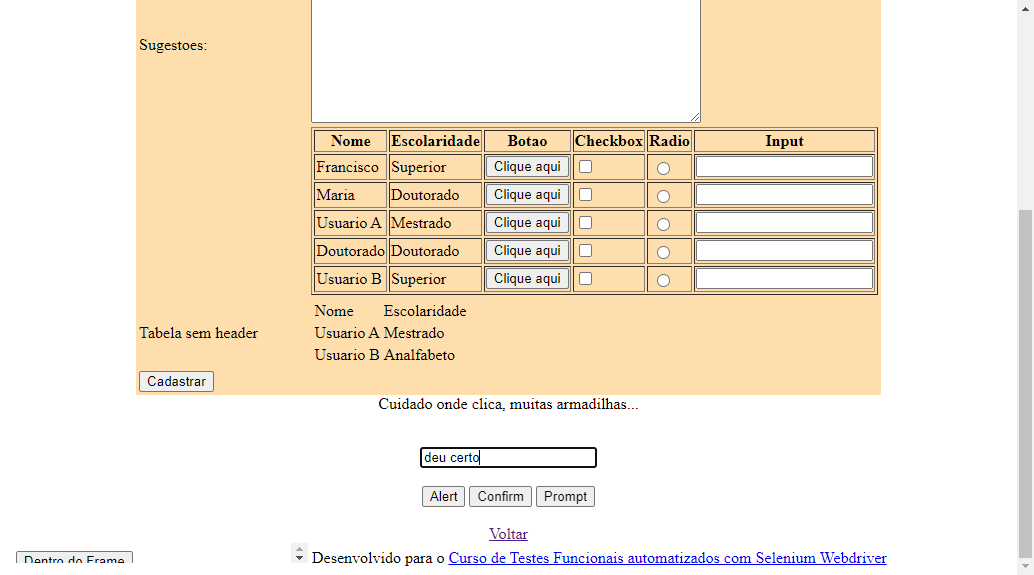 Sugestoes:
Nome Escolaridade Botao Checkbox Radio Input
Francisco Superior Clique aqui
Maria Doutorado Clique aqui
Usuario A Mestrado Clique aqui
Doutorado Doutorado Clique aqui
Usuario B Superior Clique aqui
Nome Escolaridade
Tabela sem header Usuario A Mestrado
Usuario B Analfabeto
Cadastrar
Cuidado onde clica, muitas armadilhas...
deu certo
Alert Confirm Prompt
Voltar
Dentro do Frame Desenvolvido para o Curso de Testes Funcionais automatizados com Selenium Webdriver